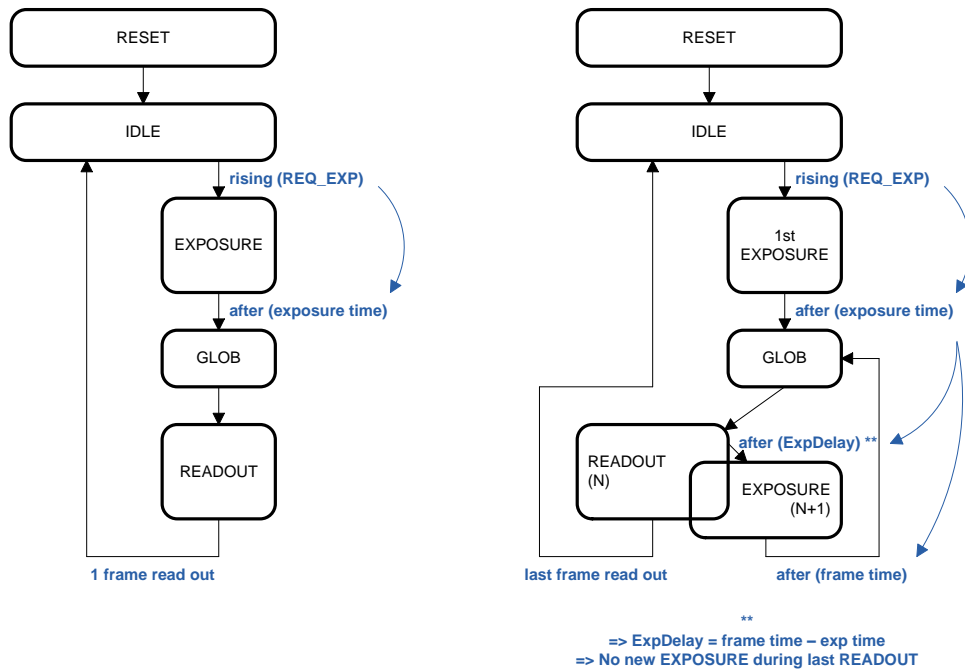 RESET
IDLE
rising (REQ_EXP)
EXPOSURE
after (exposure time)
GLOB
READOUT
1 frame read out
RESET
IDLE
rising (REQ_EXP)
1st
EXPOSURE
after (exposure time)
GLOB
after (ExpDelay) **
READOUT
(N)
EXPOSURE
(N+1)
last frame read out
after (frame time)
**
=> ExpDelay = frame time – exp time
=> No new EXPOSURE during last READOUT